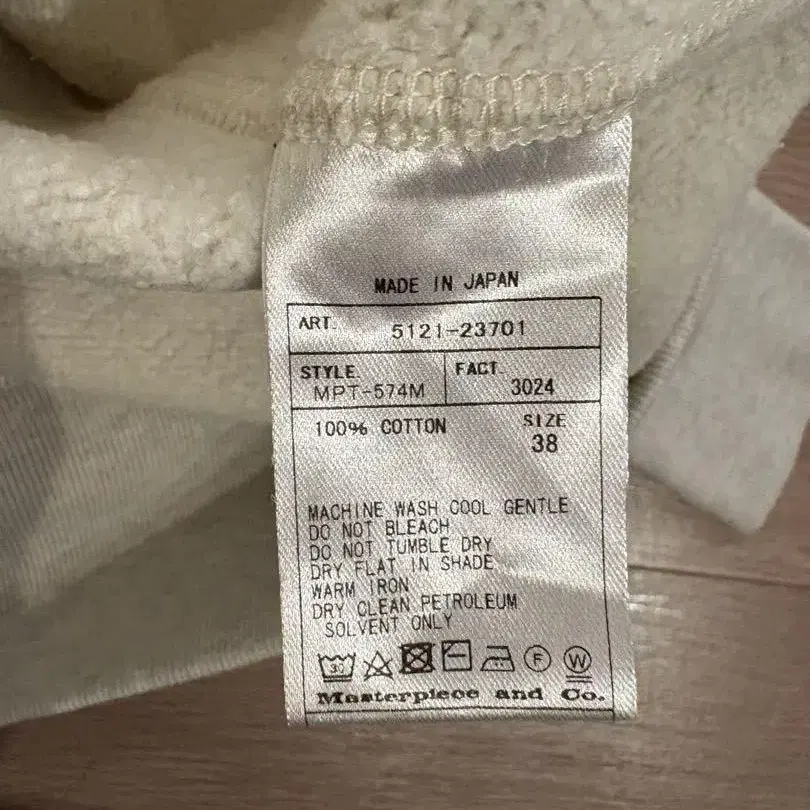 MADE IN JAPAN
ART. 5121-23701
STYLE. FACT.
MPT-574M 3024
100% COTTON SIZE
38
MACHINE WASH COOL GENTLE
DO NOT BLEACH
DO NOT TUMBLE DRY
DRY FLAT IN SHADE
WARM IRON
DRY CLEAN PETROLEUM
SOLVENT ONLY
30 F W
Masterpiece and Co.